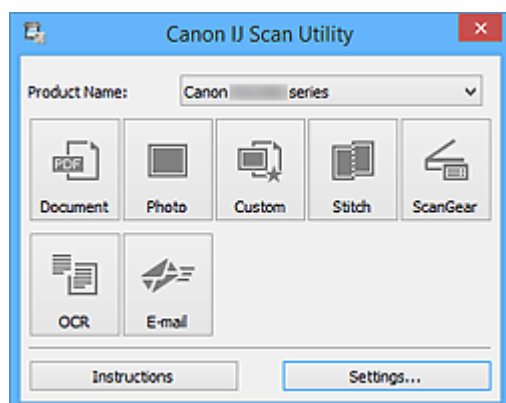 Canon IJ Scan Utility
Product Name: Canon series
PDF
Document Photo Custom Stitch ScanGear
OCR E-mail
Instructions Settings...